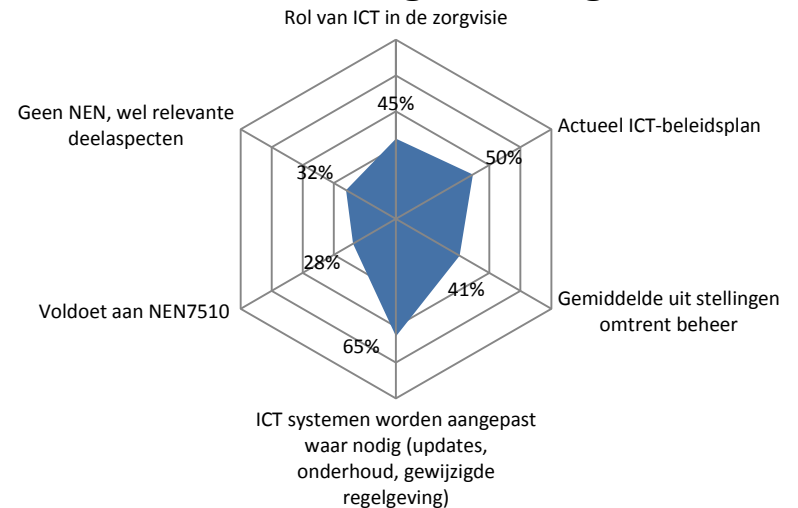 Rol van ICT in de zorgvisie
45%
Geen NEN, wel relevante
deelaspecten
Actueel ICT-beleidsplan
50%
32%
28%
41%
Voldoet aan NEN7510
Gemiddelde uit stellingen
omtrent beheer
65%
ICT systemen worden aangepast
waar nodig (updates,
onderhoud, gewijzigde
regelgeving)